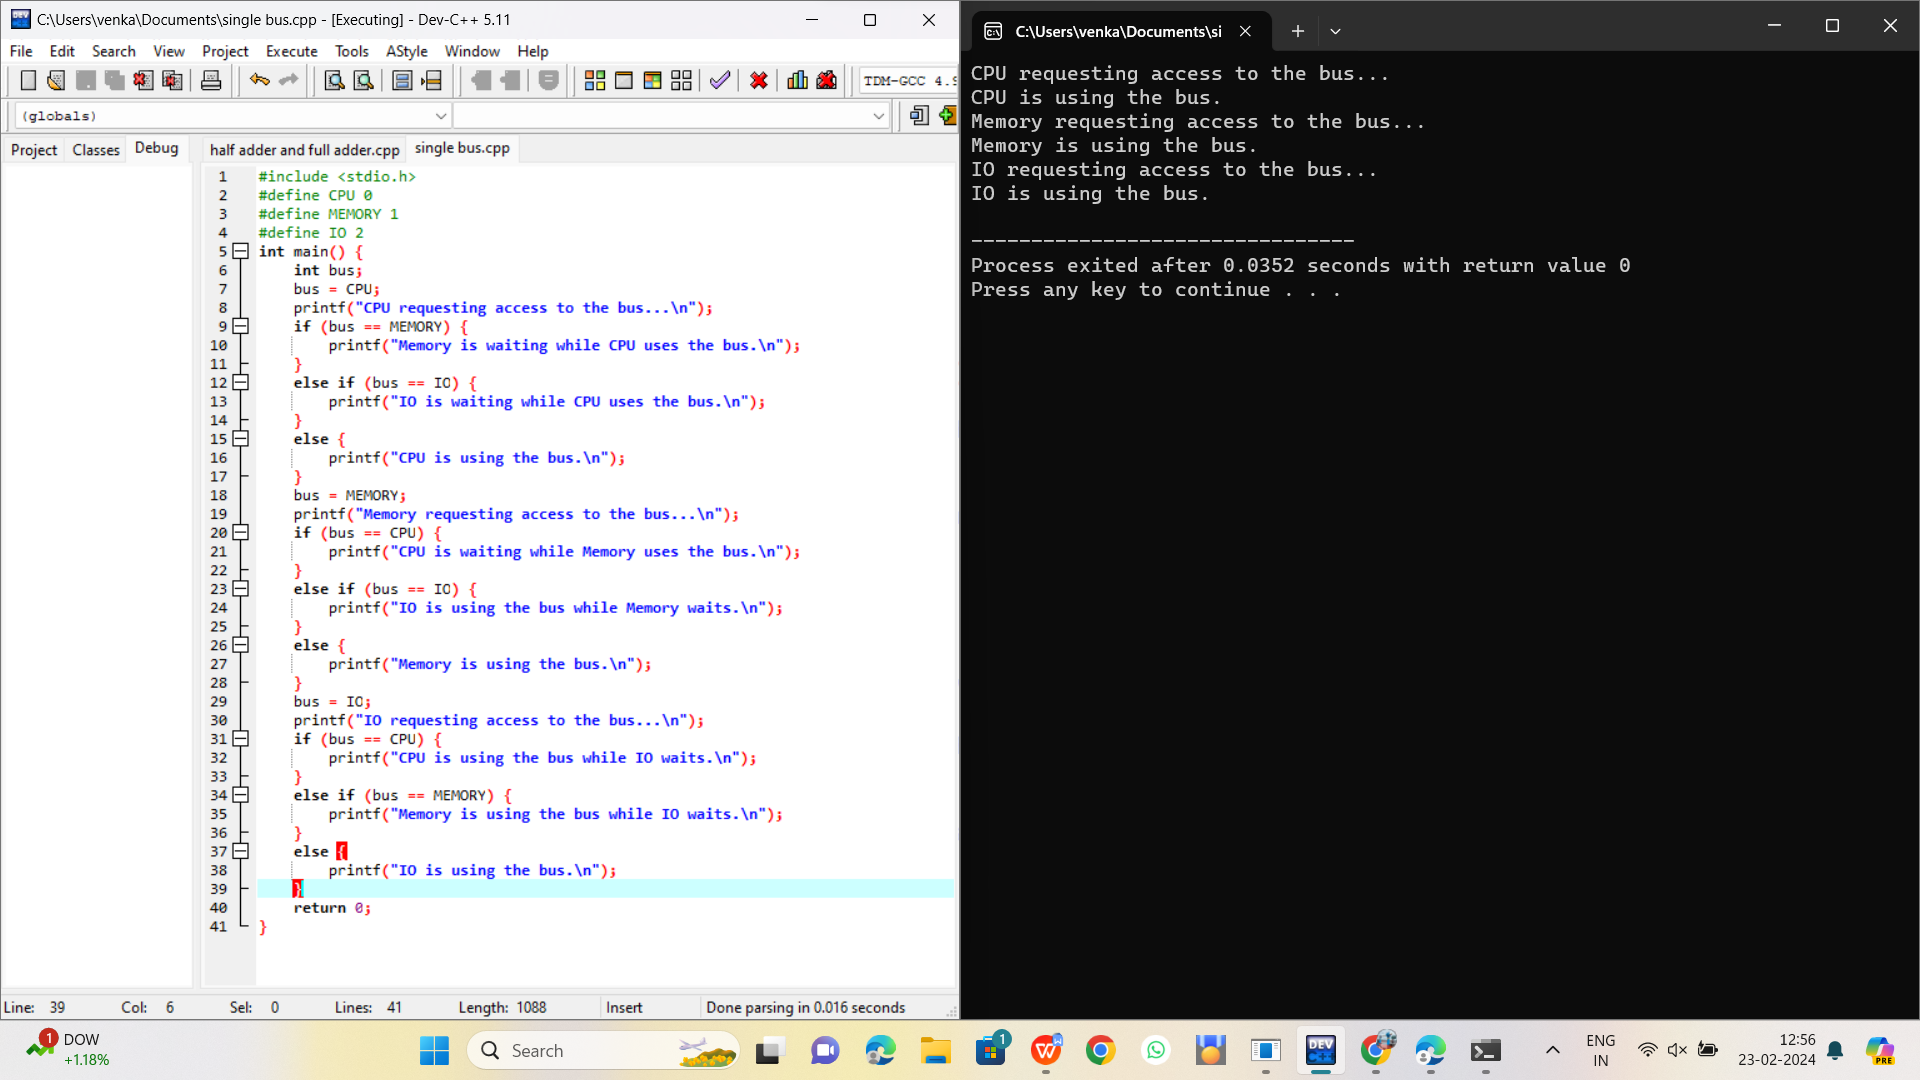 C:\Users\venka\Documents\single bus.cpp - [Executing] - Dev-C++ 5.11
File Edit Search View Project Execute Tools AStyle Window Help
TDM-GCC 4.9
(globals)
Project Classes Debug
half adder and full adder.cpp single bus.cpp
1 #include <stdio.h>
2 #define CPU 0
3 #define MEMORY 1
4 #define IO 2
5 int main() {
6 int bus;
7 bus = CPU;
8 printf("CPU requesting access to the bus...\n");
9 if (bus == MEMORY) {
10 printf("Memory is waiting while CPU uses the bus.\n");
11 }
12 else if (bus == IO) {
13 printf("IO is waiting while CPU uses the bus.\n");
14 }
15 else {
16 printf("CPU is using the bus.\n");
17 }
18 bus = MEMORY;
19 printf("Memory requesting access to the bus...\n");
20 if (bus == CPU) {
21 printf("CPU is waiting while Memory uses the bus.\n");
22 }
23 else if (bus == IO) {
24 printf("IO is using the bus while Memory waits.\n");
25 }
26 else {
27 printf("Memory is using the bus.\n");
28 }
29 bus = IO;
30 printf("IO requesting access to the bus...\n");
31 if (bus == CPU) {
32 printf("CPU is using the bus while IO waits.\n");
33 }
34 else if (bus == MEMORY) {
35 printf("Memory is using the bus while IO waits.\n");
36 }
37 else {
38 printf("IO is using the bus.\n");
39 }
40 return 0;
41 }
Line: 39 Col: 6 Sel: 0 Lines: 41 Length: 1088 Insert Done parsing in 0.016 seconds
C:\Users\venka\Documents\si
CPU requesting access to the bus...
CPU is using the bus.
Memory requesting access to the bus...
Memory is using the bus.
IO requesting access to the bus...
IO is using the bus.
--------------------------------
Process exited after 0.0352 seconds with return value 0
Press any key to continue . . .
1 DOW
+1.18%
Search
1
DEV
ENG
IN
12:56
23-02-2024
PRE